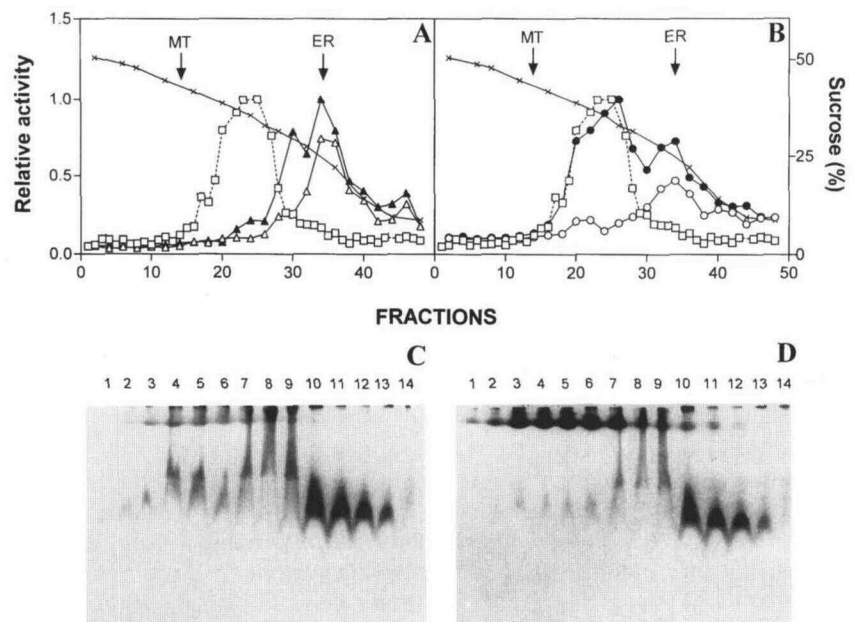 A
B
MT
ER
MT
ER
Relative activity
1.5
1.0
0.5
0.0
Sucrose (%)
50
25
0
0 10 20 30 40
0 10 20 30 40 50
FRACTIONS
C
D
1 2 3 4 5 6 7 8 9 10 11 12 13 14
1 2 3 4 5 6 7 8 9 10 11 12 13 14